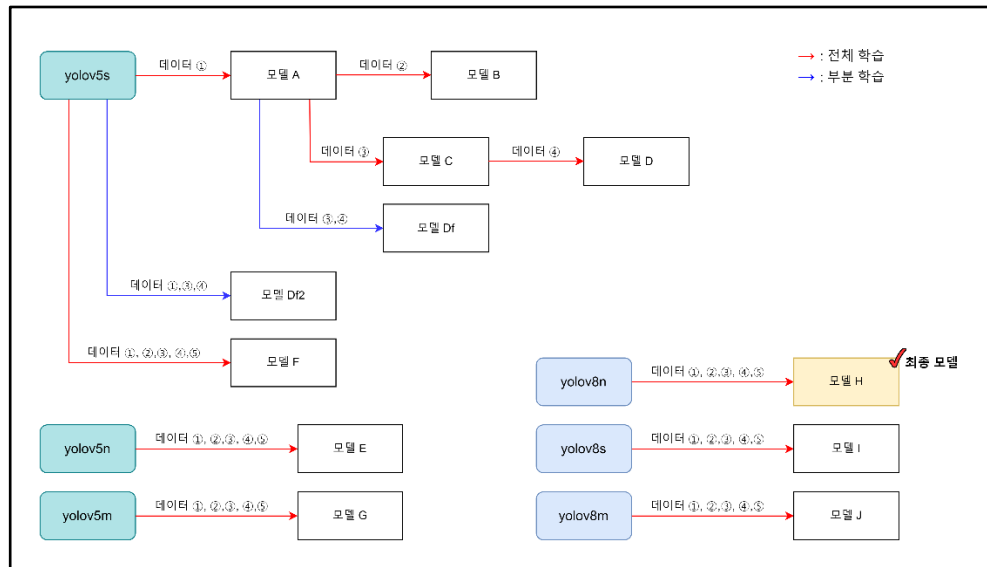 yolov5s
데이터 ①
모델 A
데이터 ②
모델 B
→ : 전체 학습
→ : 부분 학습
데이터 ③
모델 C
데이터 ④
모델 D
데이터 ③,④
모델 Df
데이터 ①,③,④
모델 Df2
데이터 ①, ②,③, ④,⑤
모델 F
yolov8n
데이터 ①, ②,③, ④,⑤
모델 H
최종 모델
yolov5n
데이터 ①, ②,③, ④,⑤
모델 E
yolov8s
데이터 ①, ②,③, ④,⑤
모델 I
yolov5m
데이터 ①, ②,③, ④,⑤
모델 G
yolov8m
데이터 ①, ②,③, ④,⑤
모델 J